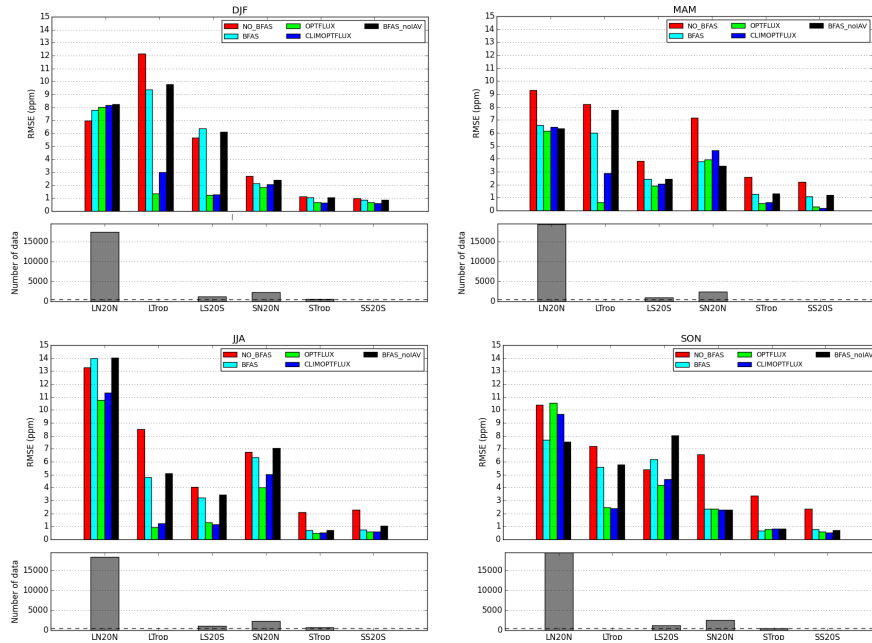 DJF
15
14
13
12
11
10
9
8
7
6
5
4
3
2
1
0
RMSE (ppm)
NO_BFAS
BFAS
OPTFLUX
CLIMOPTFLUX
BFAS_noIAV
15000
10000
5000
0
Number of data
LN20N LTrop LS20S SN20N STrop SS20S
MAM
15
14
13
12
11
10
9
8
7
6
5
4
3
2
1
0
RMSE (ppm)
NO_BFAS
BFAS
OPTFLUX
CLIMOPTFLUX
BFAS_noIAV
15000
10000
5000
0
Number of data
LN20N LTrop LS20S SN20N STrop SS20S
JJA
15
14
13
12
11
10
9
8
7
6
5
4
3
2
1
0
RMSE (ppm)
NO_BFAS
BFAS
OPTFLUX
CLIMOPTFLUX
BFAS_noIAV
15000
10000
5000
0
Number of data
LN20N LTrop LS20S SN20N STrop SS20S
SON
15
14
13
12
11
10
9
8
7
6
5
4
3
2
1
0
RMSE (ppm)
NO_BFAS
BFAS
OPTFLUX
CLIMOPTFLUX
BFAS_noIAV
15000
10000
5000
0
Number of data
LN20N LTrop LS20S SN20N STrop SS20S